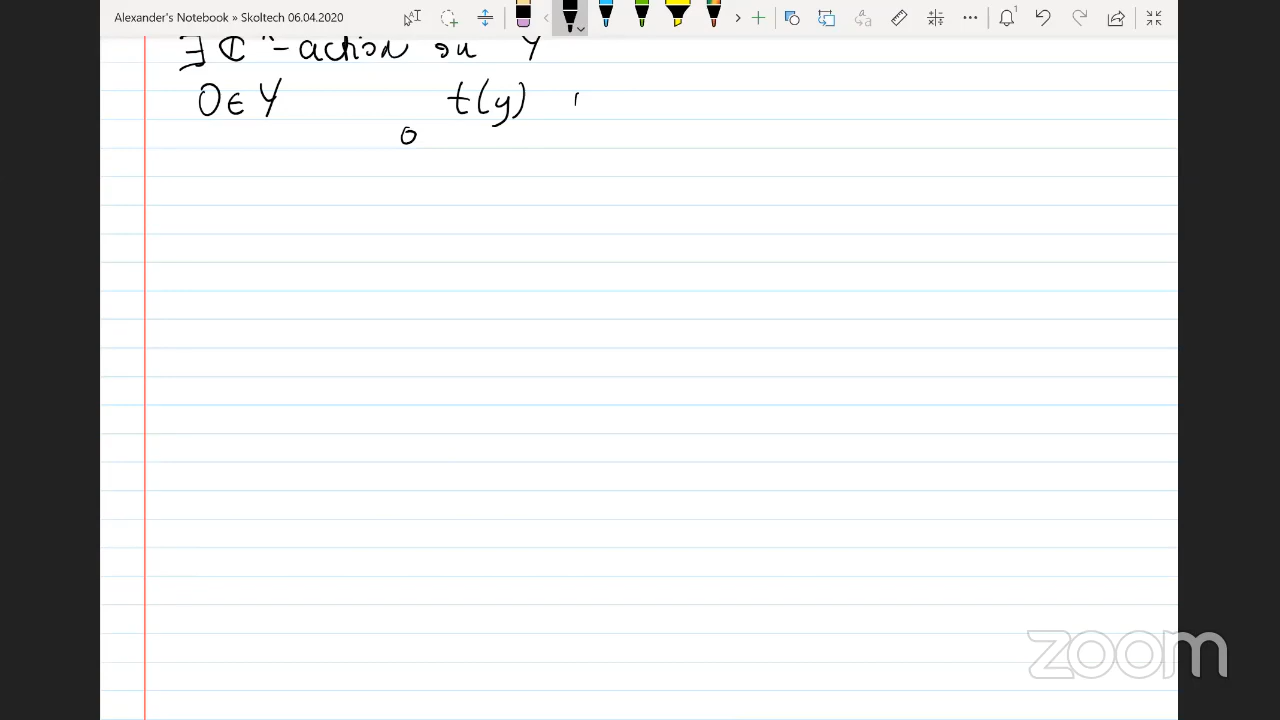 Alexander's Notebook » Skoltech 06.04.2020
∃ ℂ* - action on Y
0 ∈ Y t(y)
0
zoom